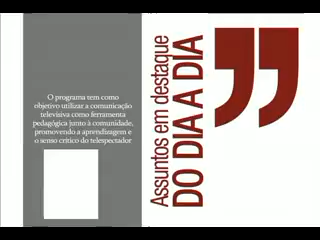 O programa tem como
objetivo utilizar a comunicação
televisiva como ferramenta
pedagógica junto à comunidade,
promovendo a aprendizagem e
o senso crítico do telespectador
Assuntos em destaque
DO DIA A DIA